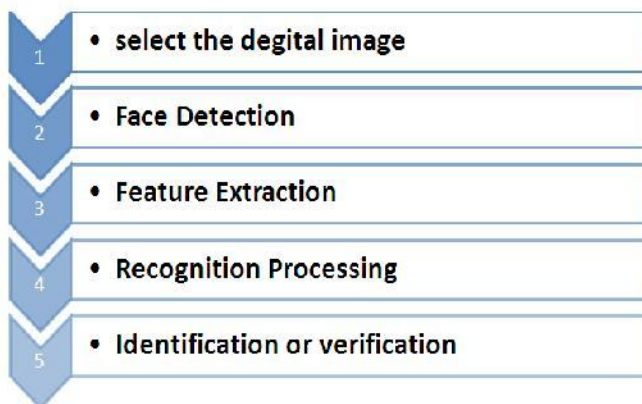 1 • select the degital image
2 • Face Detection
3 • Feature Extraction
4 • Recognition Processing
5 • Identification or verification